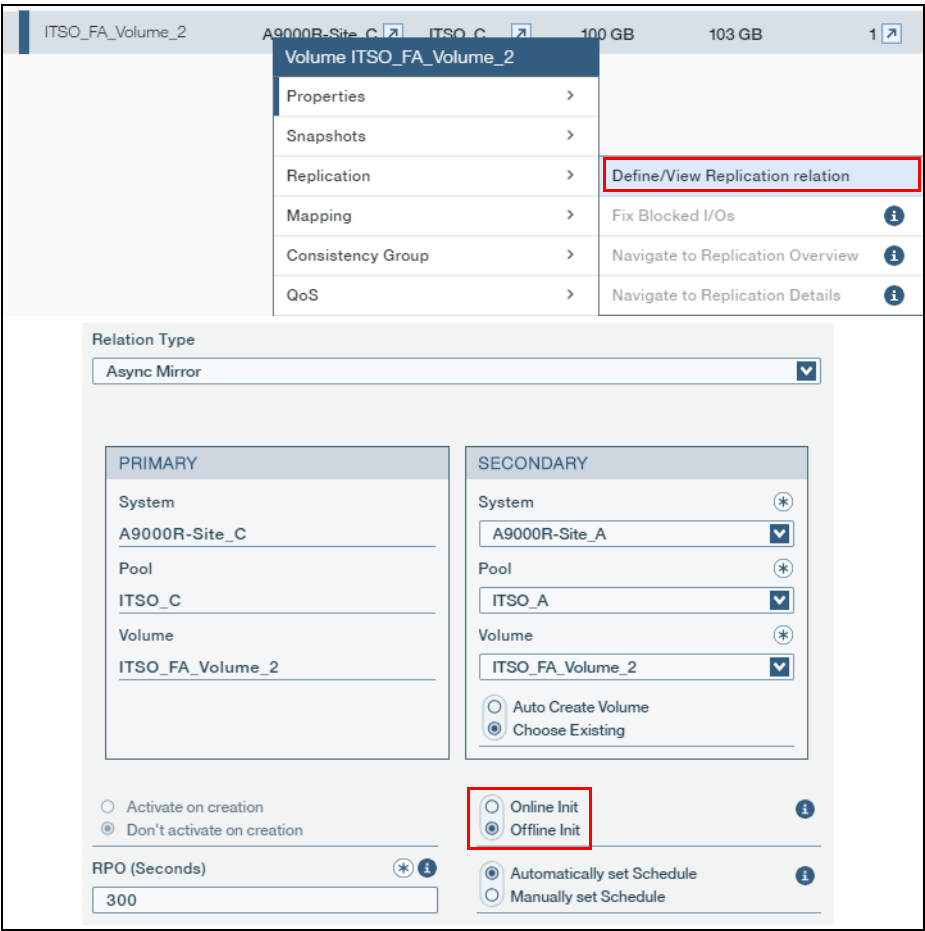 ITSO_FA_Volume_2 A9000R-Site_C ITSO_C 100 GB 103 GB 1
Volume ITSO_FA_Volume_2
Properties
Snapshots
Replication
Define/View Replication relation
Mapping
Fix Blocked I/Os
Consistency Group
Navigate to Replication Overview
QoS
Navigate to Replication Details
Relation Type
Async Mirror
PRIMARY
System
A9000R-Site_C
Pool
ITSO_C
Volume
ITSO_FA_Volume_2
SECONDARY
System
A9000R-Site_A
Pool
ITSO_A
Volume
ITSO_FA_Volume_2
Auto Create Volume
Choose Existing
Activate on creation
Don't activate on creation
Online Init
Offline Init
RPO (Seconds)
300
Automatically set Schedule
Manually set Schedule